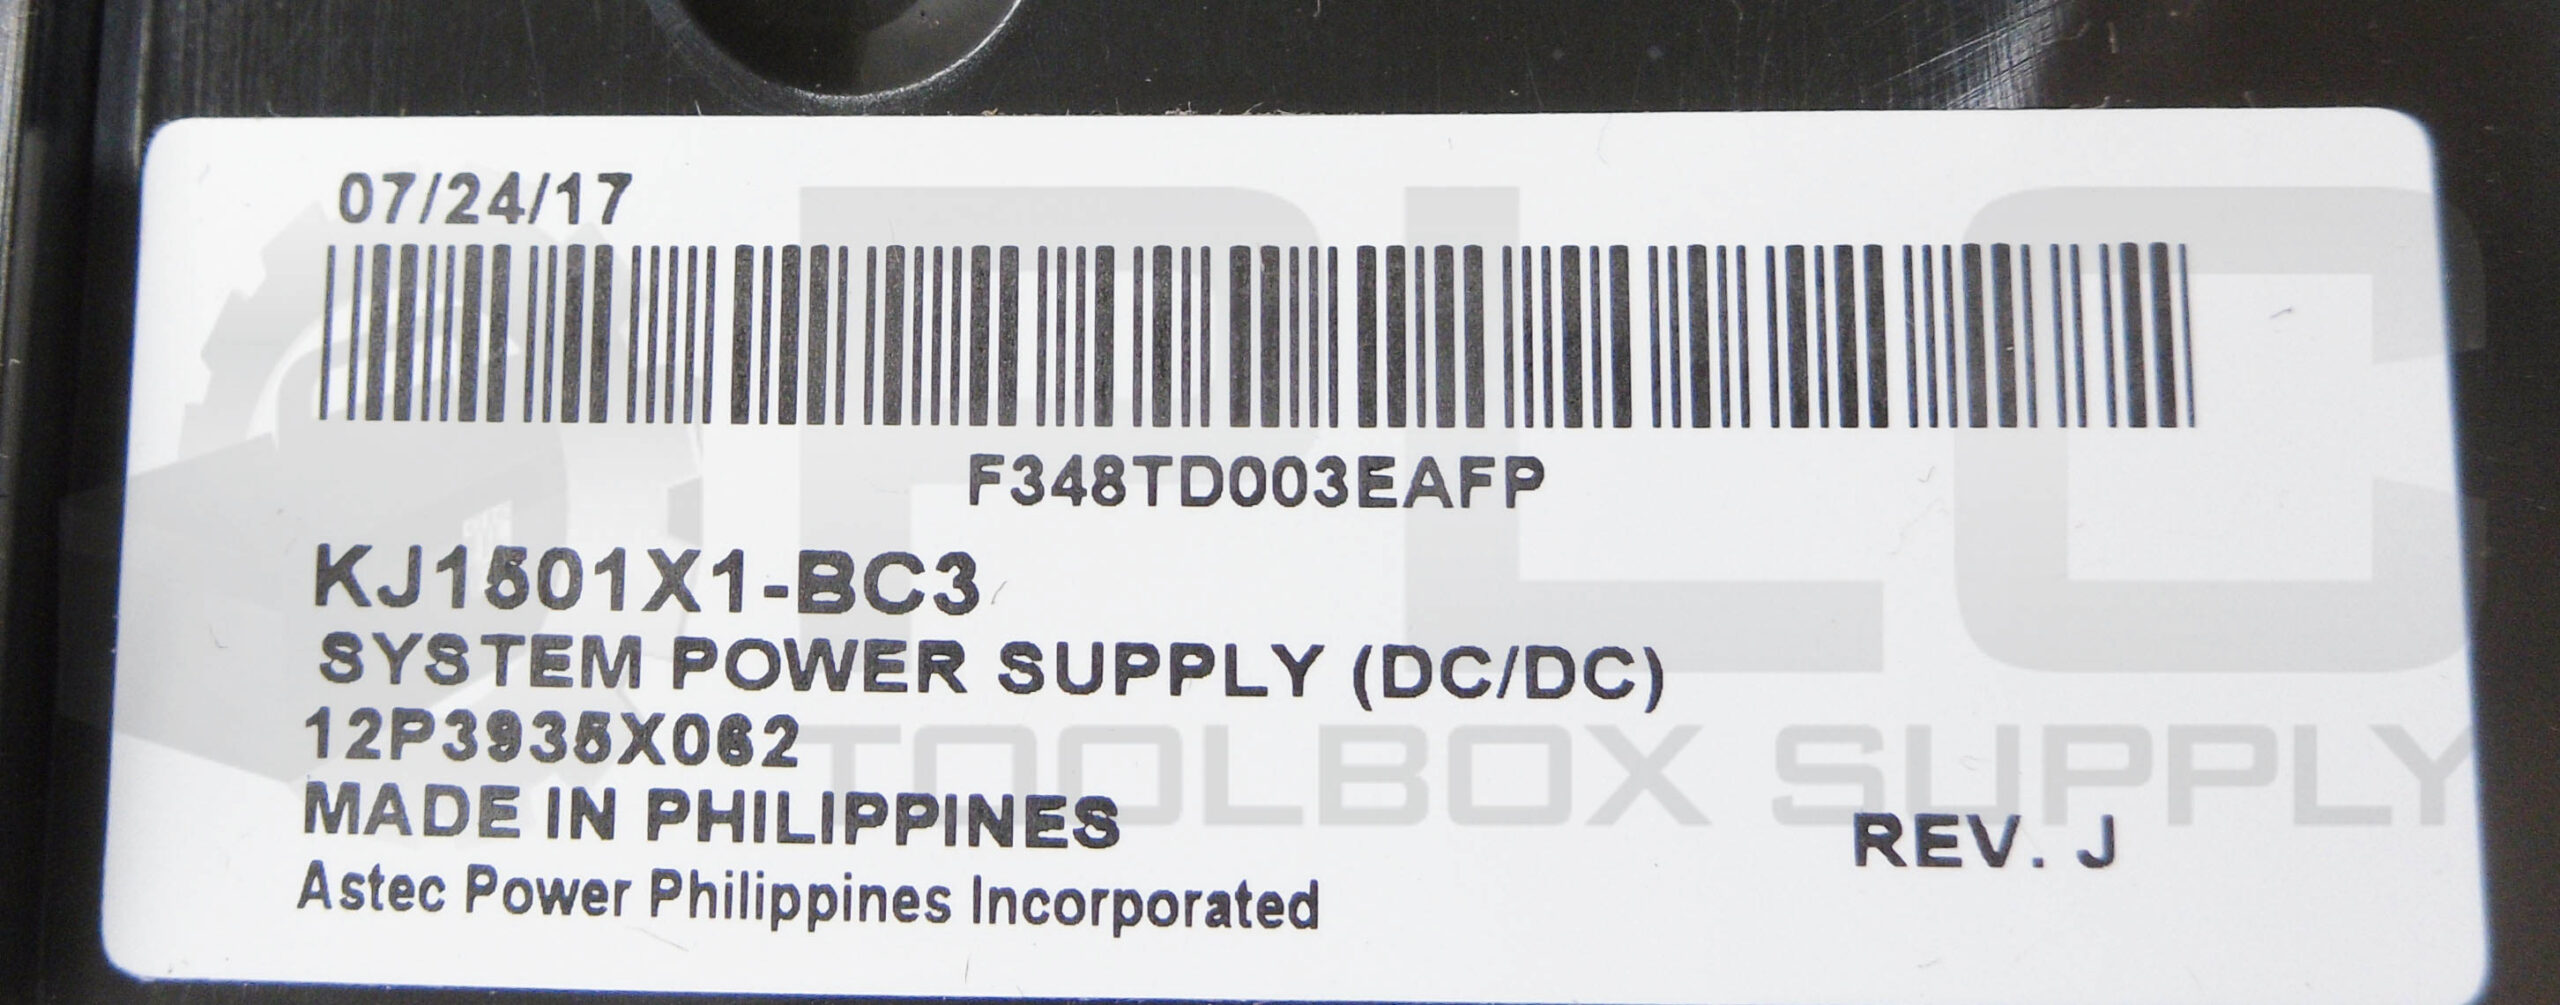 07/24/17
F348TD003EAFP
KJ1501X1-BC3
SYSTEM POWER SUPPLY (DC/DC)
12P3935X062
MADE IN PHILIPPINES
REV. J
Astec Power Philippines Incorporated
PLC
TOOLBOX SUPPLY